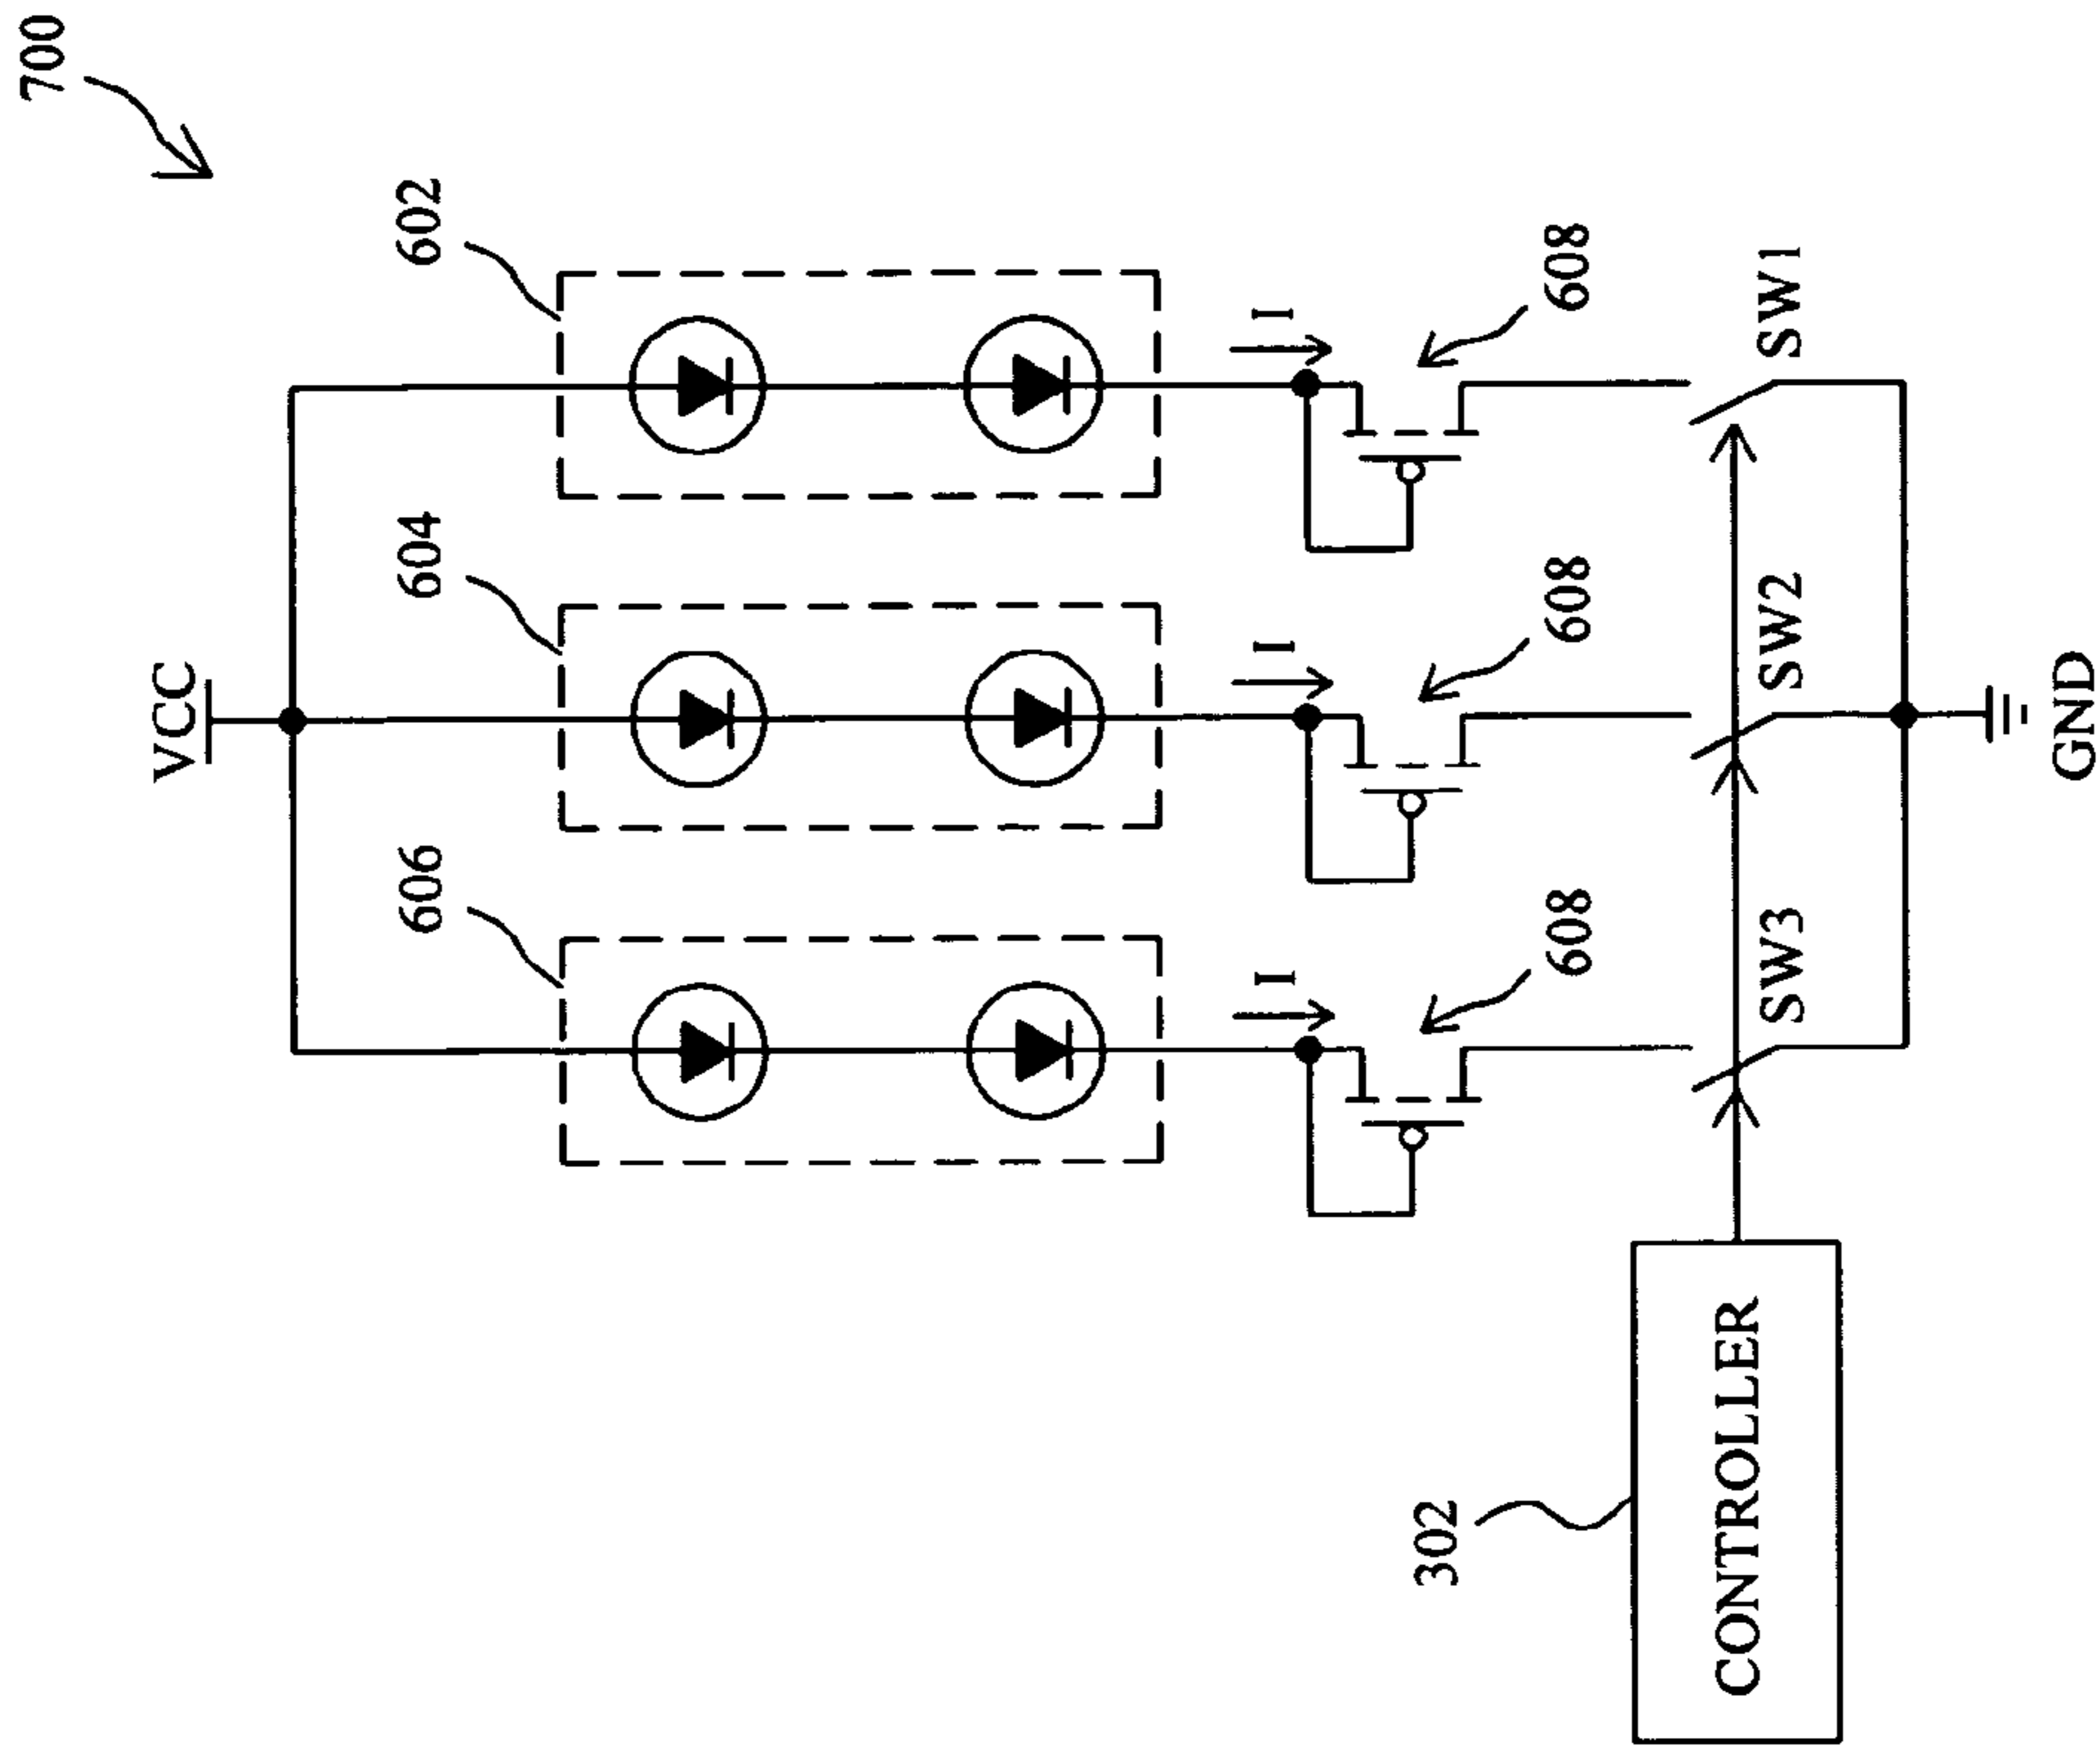 700
VCC
602
604
606
I
I
I
608
608
608
SW1
SW2
SW3
302
CONTROLLER
GND